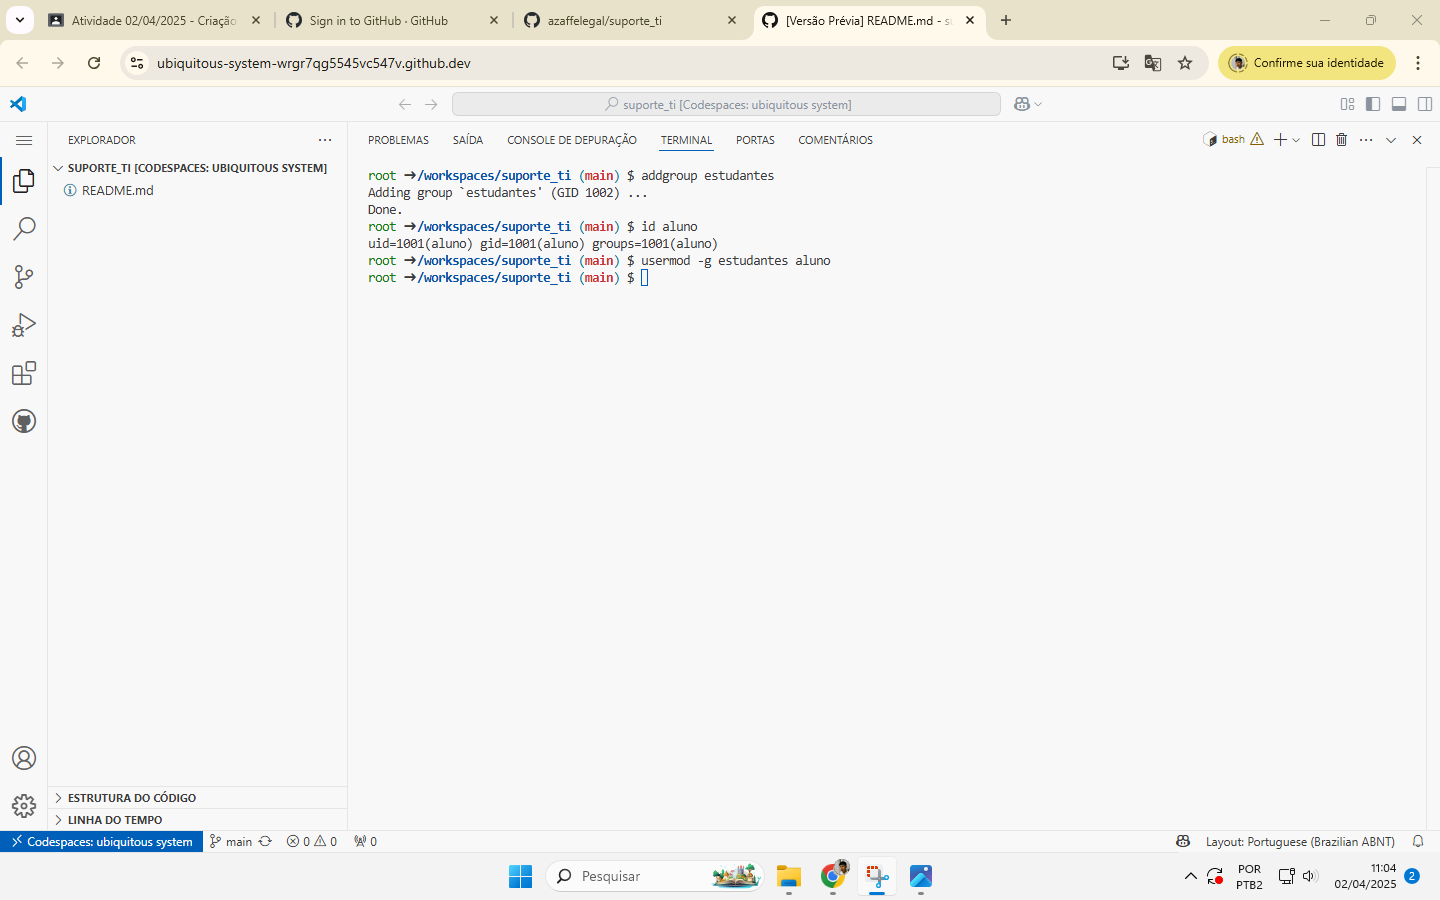 Atividade 02/04/2025 - Criação
Sign in to GitHub · GitHub
azaffelegal/suporte_ti
[Versão Prévia] README.md - su
ubiquitous-system-wrgr7qg5545vc547v.github.dev
Confirme sua identidade
suporte_ti [Codespaces: ubiquitous system]
EXPLORADOR
PROBLEMAS
SAÍDA
CONSOLE DE DEPURAÇÃO
TERMINAL
PORTAS
COMENTÁRIOS
bash
SUPORTE_TI [CODESPACES: UBIQUITOUS SYSTEM]
README.md
root ➜/workspaces/suporte_ti (main) $ addgroup estudantes
Adding group `estudantes' (GID 1002) ...
Done.
root ➜/workspaces/suporte_ti (main) $ id aluno
uid=1001(aluno) gid=1001(aluno) groups=1001(aluno)
root ➜/workspaces/suporte_ti (main) $ usermod -g estudantes aluno
root ➜/workspaces/suporte_ti (main) $
ESTRUTURA DO CÓDIGO
LINHA DO TEMPO
Codespaces: ubiquitous system
main
0
0
0
Layout: Portuguese (Brazilian ABNT)
Pesquisar
POR
PTB2
11:04
02/04/2025
2